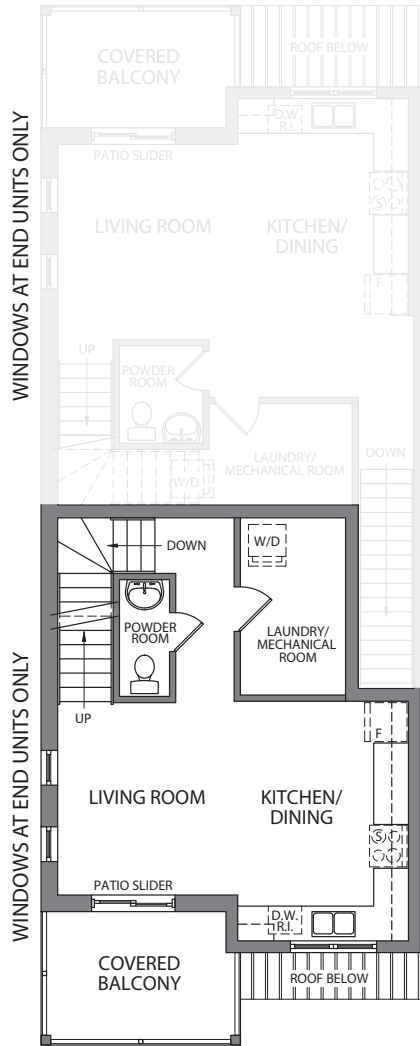 COVERED
BALCONY
ROOF BELOW
D.W.
R.I.
PATIO SLIDER
WINDOWS AT END UNITS ONLY
LIVING ROOM
KITCHEN/
DINING
S
F
UP
POWDER
ROOM
LAUNDRY/
MECHANICAL ROOM
DOWN
W/D
DOWN
W/D
POWDER
ROOM
LAUNDRY/
MECHANICAL
ROOM
UP
F
WINDOWS AT END UNITS ONLY
LIVING ROOM
KITCHEN/
DINING
S
PATIO SLIDER
D.W.
R.I.
COVERED
BALCONY
ROOF BELOW